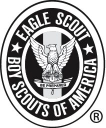 EAGLE SCOUT
BE PREPARED
BOY SCOUTS OF AMERICA
®